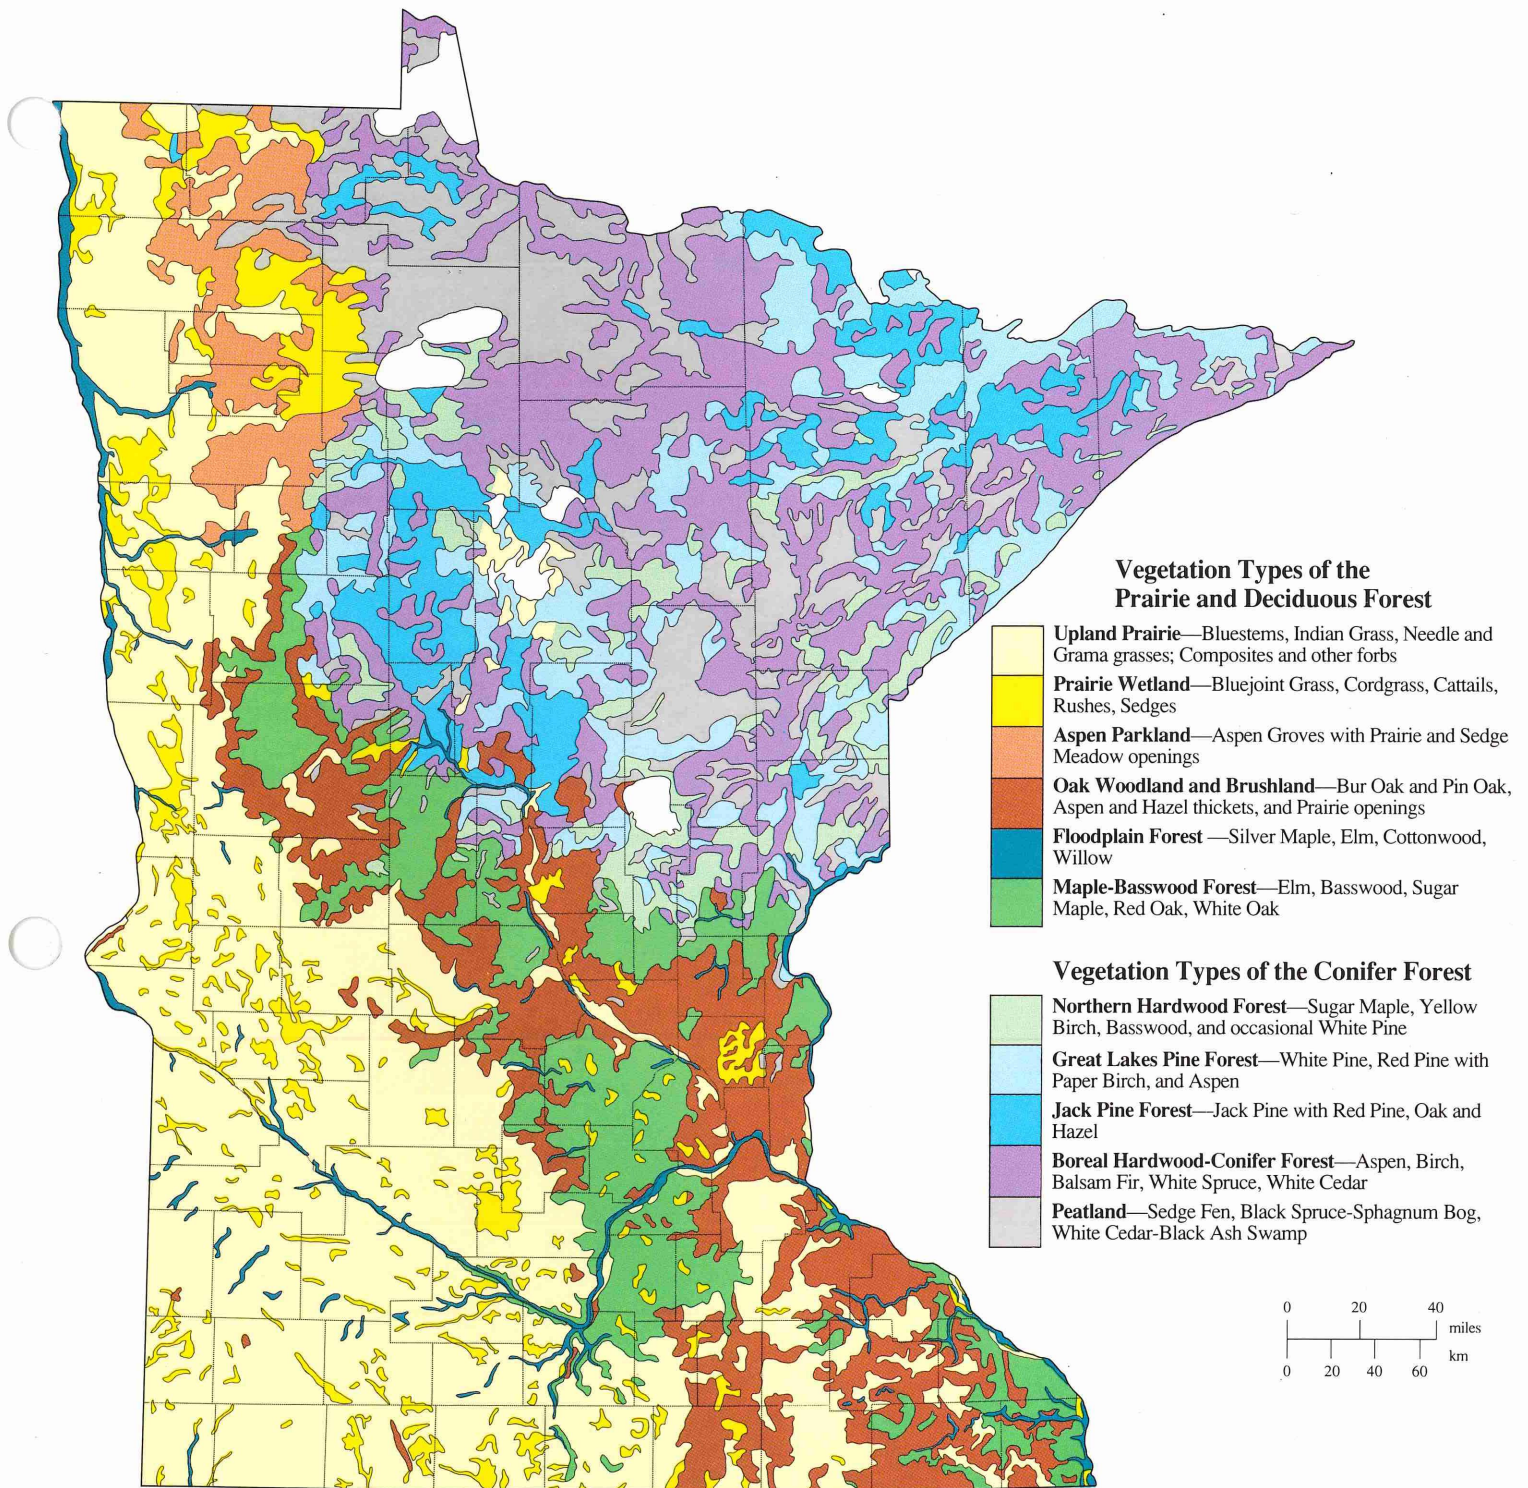 Vegetation Types of the
Prairie and Deciduous Forest
Upland Prairie—Bluestems, Indian Grass, Needle and
Grama grasses; Composites and other forbs
Prairie Wetland—Bluejoint Grass, Cordgrass, Cattails,
Rushes, Sedges
Aspen Parkland—Aspen Groves with Prairie and Sedge
Meadow openings
Oak Woodland and Brushland—Bur Oak and Pin Oak,
Aspen and Hazel thickets, and Prairie openings
Floodplain Forest —Silver Maple, Elm, Cottonwood,
Willow
Maple-Basswood Forest—Elm, Basswood, Sugar
Maple, Red Oak, White Oak
Vegetation Types of the Conifer Forest
Northern Hardwood Forest—Sugar Maple, Yellow
Birch, Basswood, and occasional White Pine
Great Lakes Pine Forest—White Pine, Red Pine with
Paper Birch, and Aspen
Jack Pine Forest—Jack Pine with Red Pine, Oak and
Hazel
Boreal Hardwood-Conifer Forest—Aspen, Birch,
Balsam Fir, White Spruce, White Cedar
Peatland—Sedge Fen, Black Spruce-Sphagnum Bog,
White Cedar-Black Ash Swamp
0 20 40
miles
km
0 20 40 60